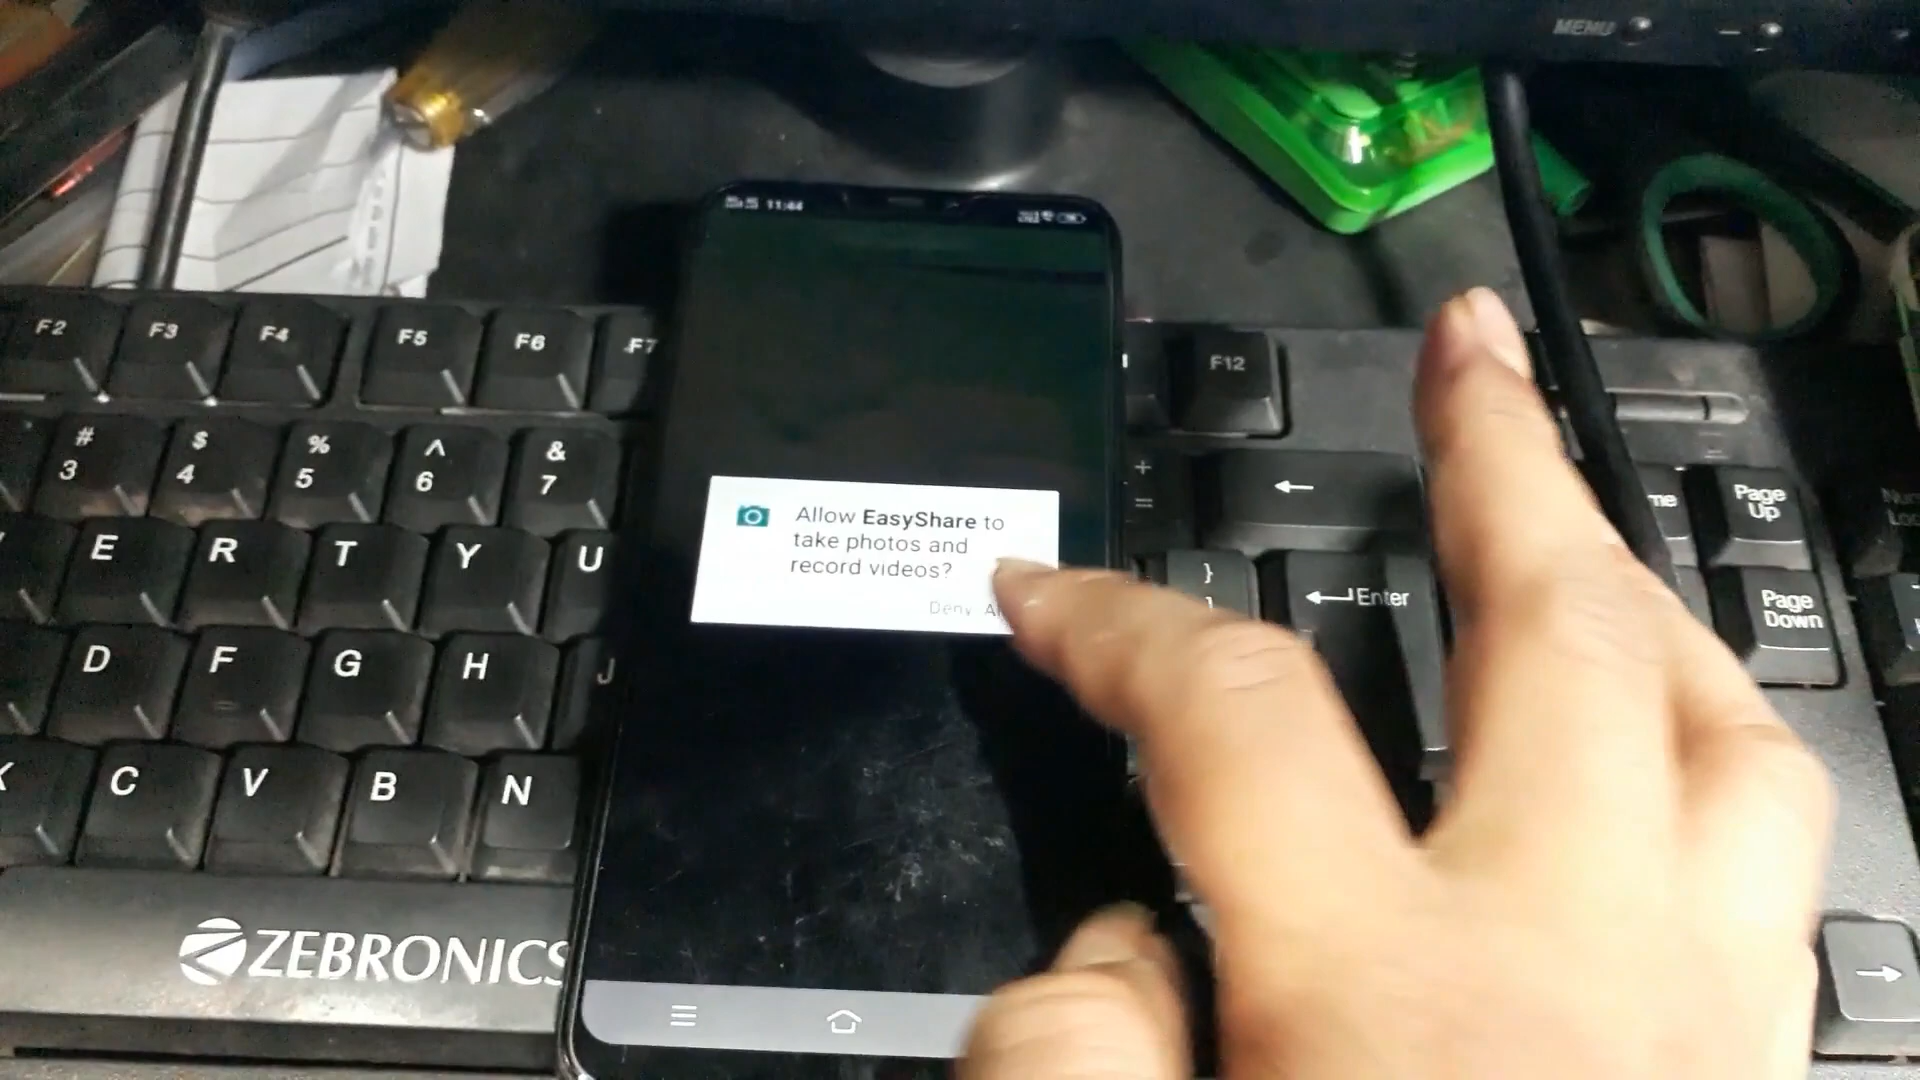 MENU
11:44
F2
F3
F4
F5
F6
F7
F12
#
3
$
4
%
5
^
6
&
7
+
=
←
Page
Up
E
R
T
Y
U
}
]
Enter
Page
Down
D
F
G
H
J
C
V
B
N
→
ZEBRONICS
Allow EasyShare to
take photos and
record videos?
Deny